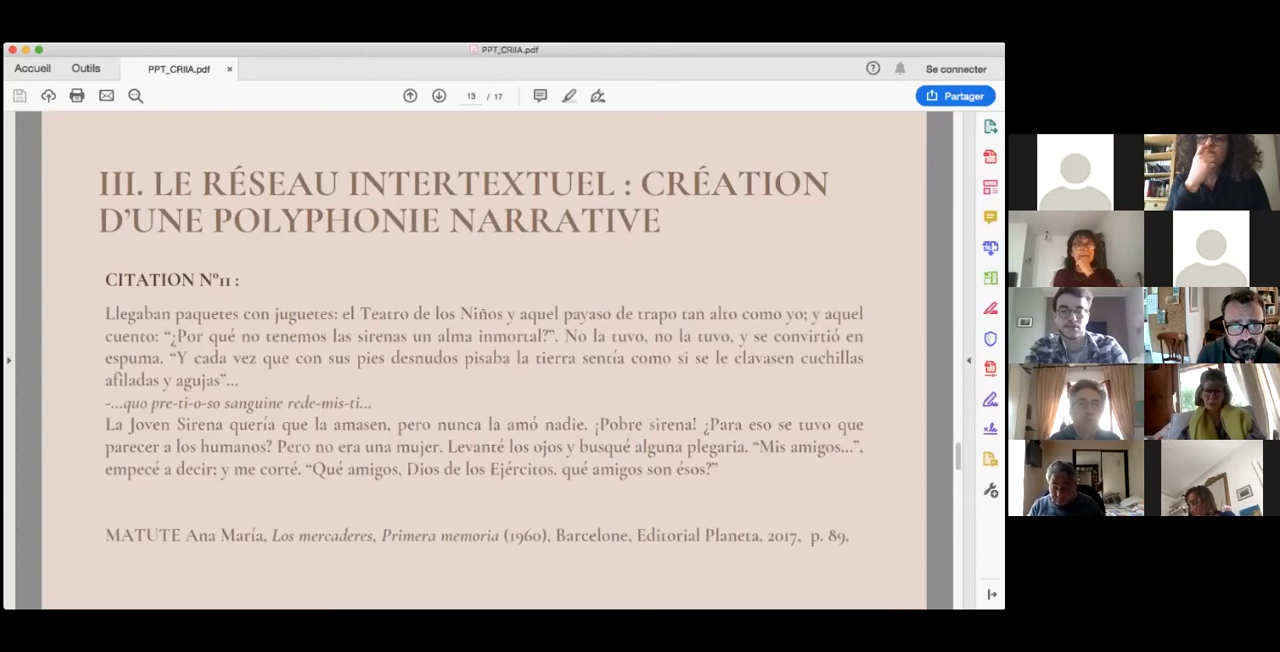 PPT_CRIIA.pdf
Accueil Outils PPT_CRIIA.pdf × ? Se connecter
13 / 17 Partager
III. LE RÉSEAU INTERTEXTUEL : CRÉATION
D’UNE POLYPHONIE NARRATIVE
CITATION Nº11 :
Llegaban paquetes con juguetes: el Teatro de los Niños y aquel payaso de trapo tan alto como yo; y aquel
cuento: “¿Por qué no tenemos las sirenas un alma inmortal?”. No la tuvo, no la tuvo, y se convirtió en
espuma. “Y cada vez que con sus pies desnudos pisaba la tierra sentía como si se le clavasen cuchillas
afiladas y agujas”...
-...quo pre-ti-o-so sanguine rede-mis-ti...
La Joven Sirena quería que la amasen, pero nunca la amó nadie. ¡Pobre sirena! ¿Para eso se tuvo que
parecer a los humanos? Pero no era una mujer. Levanté los ojos y busqué alguna plegaria. “Mis amigos...”,
empecé a decir; y me corté. “Qué amigos, Dios de los Ejércitos, qué amigos son ésos?”
MATUTE Ana María, Los mercaderes, Primera memoria (1960), Barcelone, Editorial Planeta, 2017, p. 89.